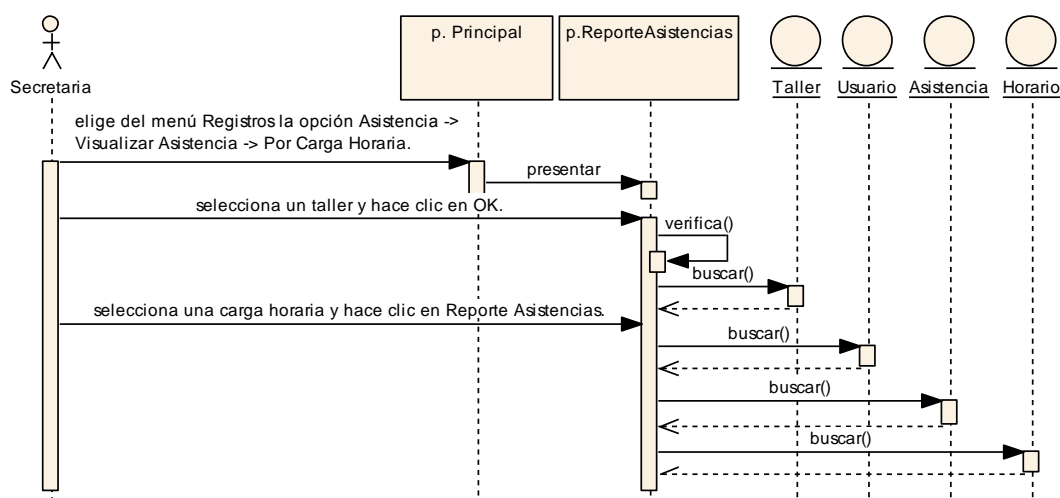 p. Principal
p.ReporteAsistencias
Secretaria
Taller
Usuario
Asistencia
Horario
elige del menú Registros la opción Asistencia ->
Visualizar Asistencia -> Por Carga Horaria.
presentar
selecciona un taller y hace clic en OK.
verifica()
buscar()
selecciona una carga horaria y hace clic en Reporte Asistencias.
buscar()
buscar()
buscar()